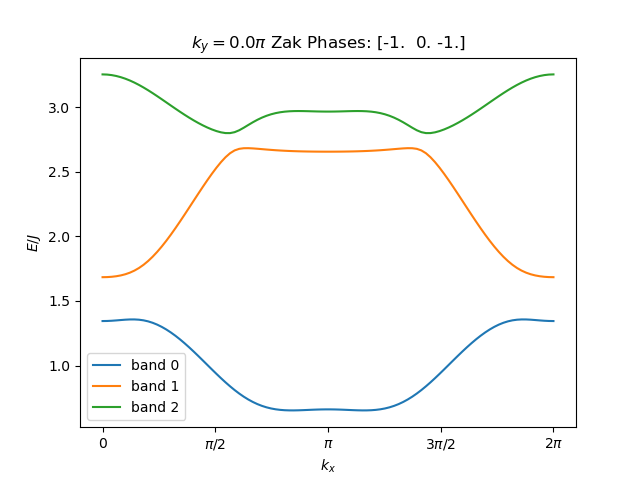 k_y = 0.0π Zak Phases: [-1.  0. -1.]
E/J
3.0
2.5
2.0
1.5
1.0
band 0
band 1
band 2
0 π/2 π 3π/2 2π
k_x